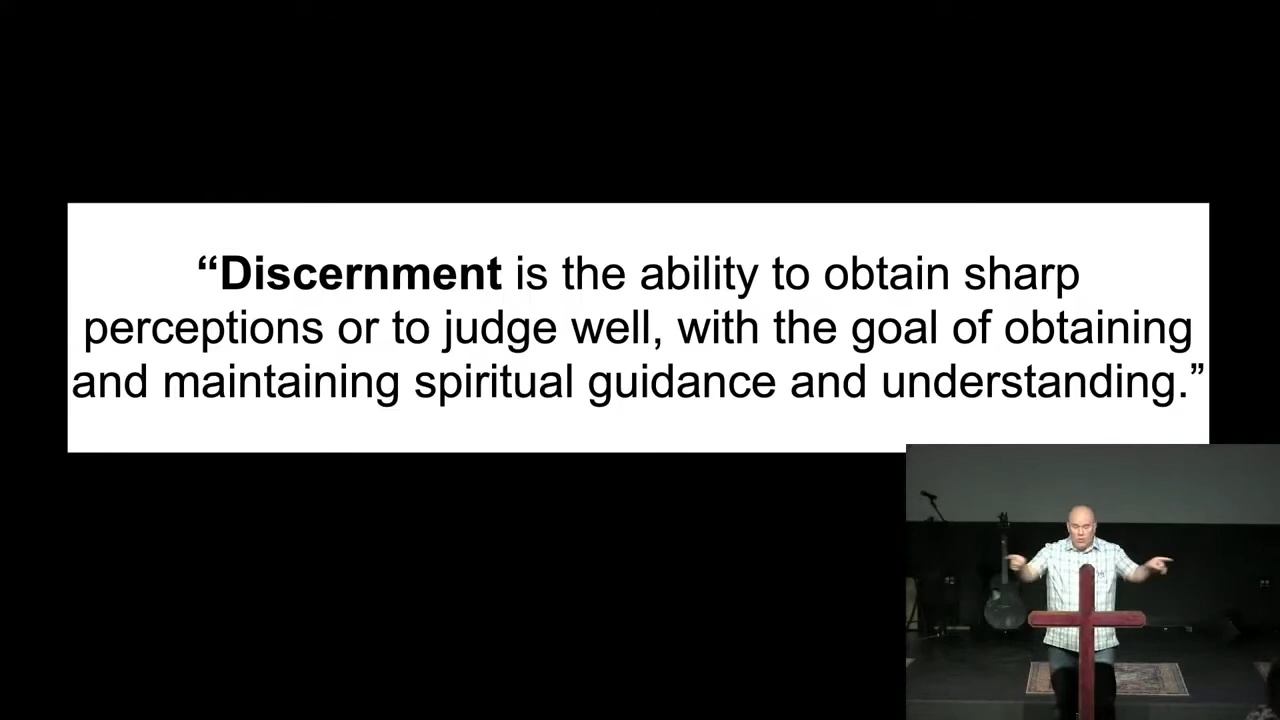 “Discernment is the ability to obtain sharp
perceptions or to judge well, with the goal of obtaining
and maintaining spiritual guidance and understanding.”